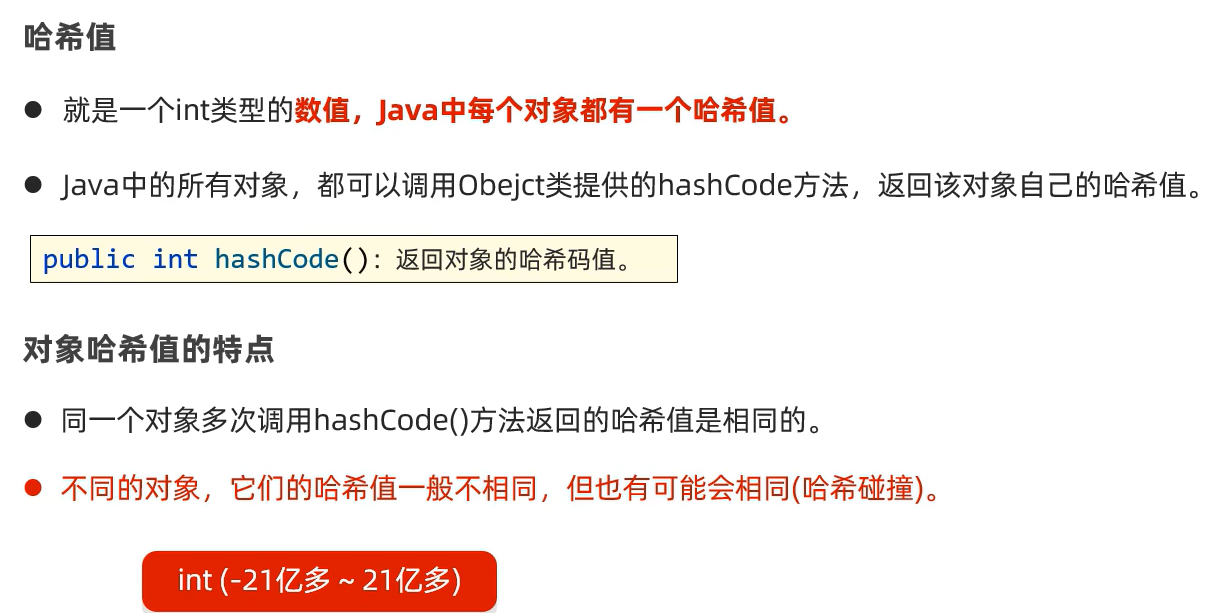 哈希值
● 就是一个int类型的数值，Java中每个对象都有一个哈希值。
● Java中的所有对象，都可以调用Obejct类提供的hashCode方法，返回该对象自己的哈希值。
public int hashCode()：返回对象的哈希码值。
对象哈希值的特点
● 同一个对象多次调用hashCode()方法返回的哈希值是相同的。
● 不同的对象，它们的哈希值一般不相同，但也有可能会相同(哈希碰撞)。
int (-21亿多 ~ 21亿多)